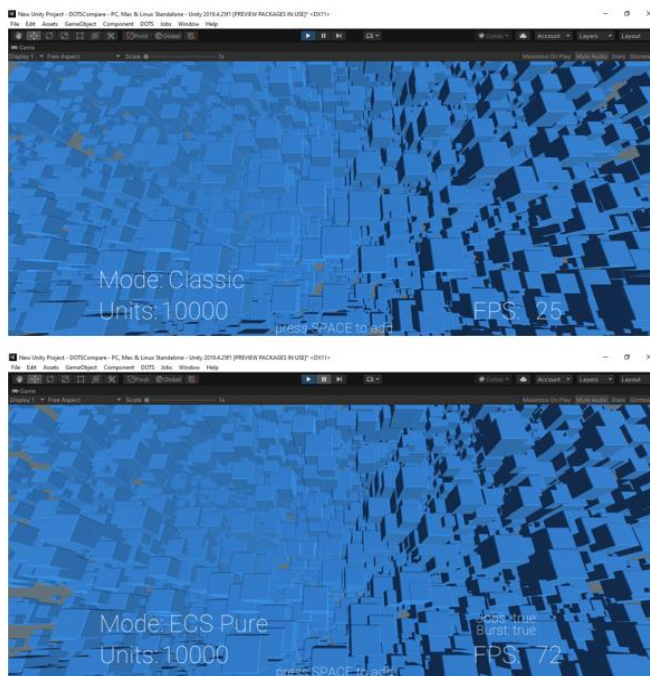 New Unity Project - DOTSCompare - PC, Mac & Linux Standalone - Unity 2019.4.29f1 [PREVIEW PACKAGES IN USE]* <DX11>
File Edit Assets GameObject Component DOTS Jobs Window Help
Pivot Global Collab Account Layers Layout
Game
Display 1 Free Aspect Scale 1x Maximize On Play Mute Audio Stats Gizmos
Mode: Classic
Units: 10000 FPS: 25
press SPACE to add
New Unity Project - DOTSCompare - PC, Mac & Linux Standalone - Unity 2019.4.29f1 [PREVIEW PACKAGES IN USE]* <DX11>
File Edit Assets GameObject Component DOTS Jobs Window Help
Pivot Global Collab Account Layers Layout
Game
Display 1 Free Aspect Scale 1x Maximize On Play Mute Audio Stats Gizmos
Jobs: true
Mode: ECS Pure Burst: true
Units: 10000 FPS: 72
press SPACE to add